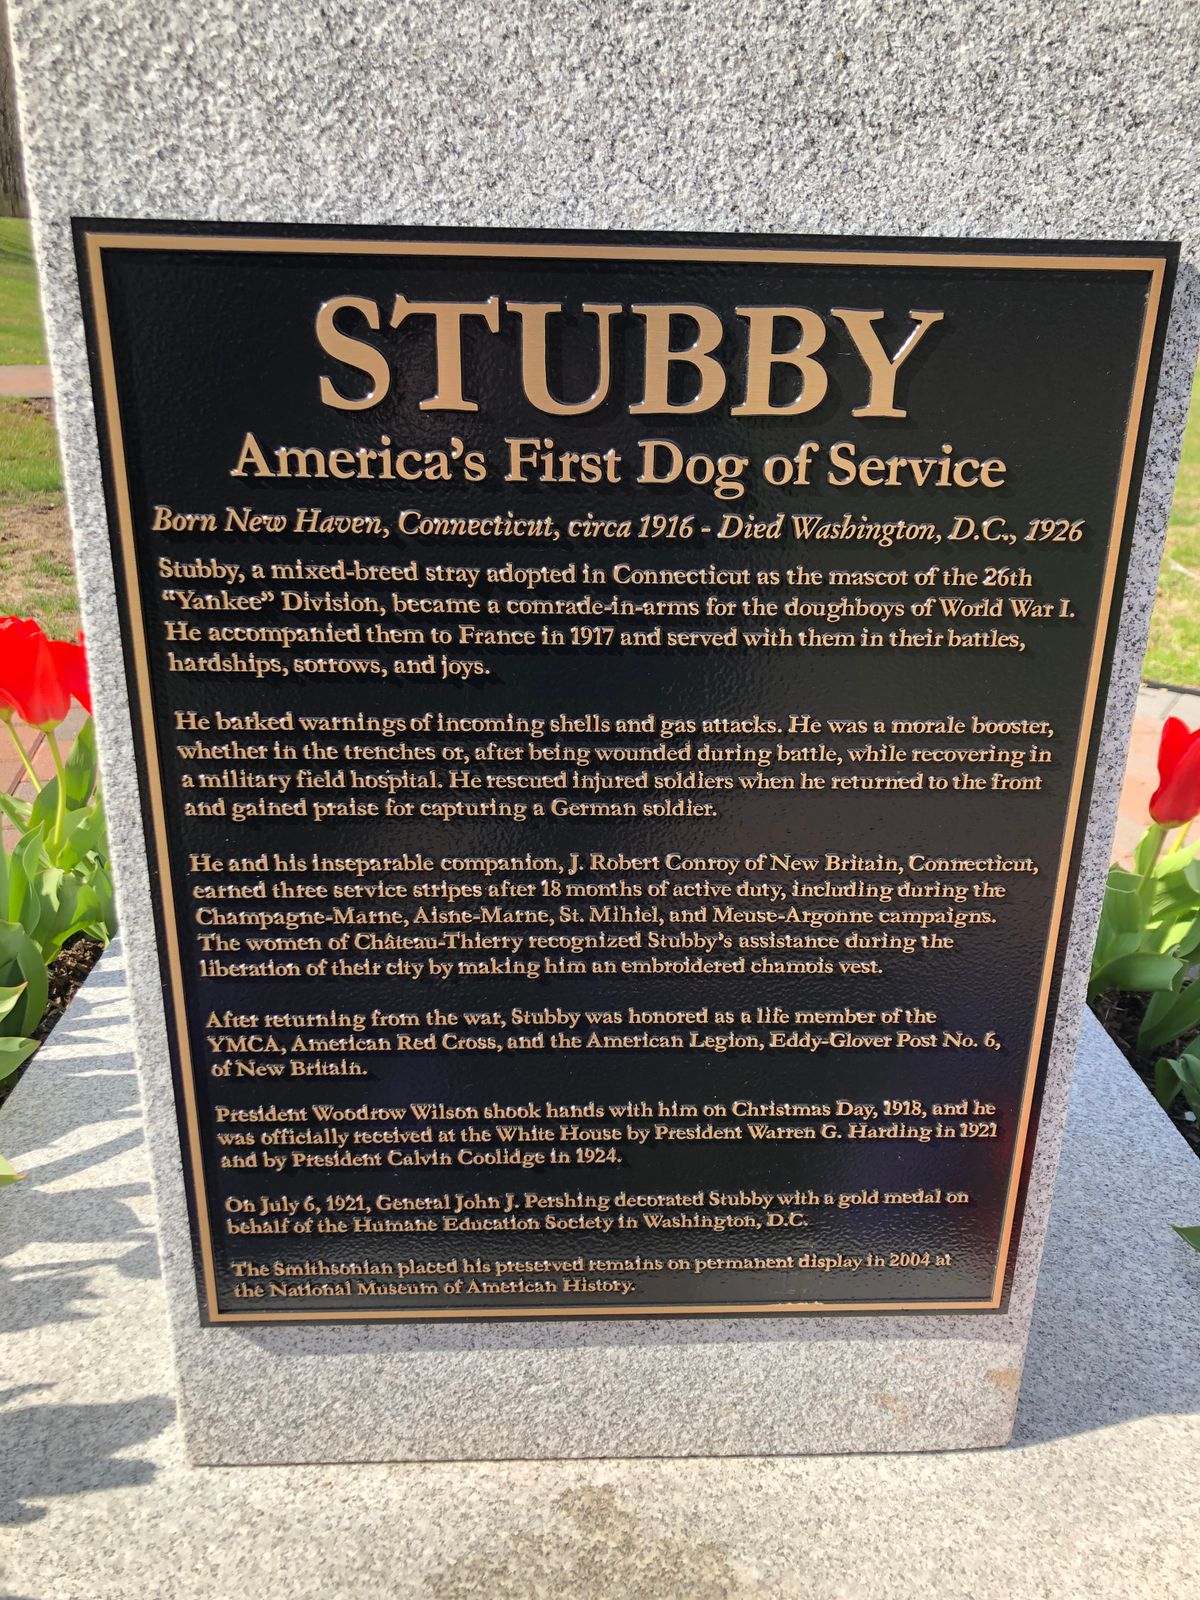 STUBBY
America's First Dog of Service
Born New Haven, Connecticut, circa 1916 - Died Washington, D.C., 1926
Stubby, a mixed-breed stray adopted in Connecticut as the mascot of the 26th
“Yankee” Division, became a comrade-in-arms for the doughboys of World War I.
He accompanied them to France in 1917 and served with them in their battles,
hardships, sorrows, and joys.
He barked warnings of incoming shells and gas attacks. He was a morale booster,
whether in the trenches or, after being wounded during battle, while recovering in
a military field hospital. He rescued injured soldiers when he returned to the front
and gained praise for capturing a German soldier.
He and his inseparable companion, J. Robert Conroy of New Britain, Connecticut,
earned three service stripes after 18 months of active duty, including during the
Champagne-Marne, Aisne-Marne, St. Mihiel, and Meuse-Argonne campaigns.
The women of Château-Thierry recognized Stubby's assistance during the
liberation of their city by making him an embroidered chamois vest.
After returning from the war, Stubby was honored as a life member of the
YMCA, American Red Cross, and the American Legion, Eddy-Glover Post No. 6,
of New Britain.
President Woodrow Wilson shook hands with him on Christmas Day, 1918, and he
was officially received at the White House by President Warren G. Harding in 1921
and by President Calvin Coolidge in 1924.
On July 6, 1921, General John J. Pershing decorated Stubby with a gold medal on
behalf of the Humane Education Society in Washington, D.C.
The Smithsonian placed his preserved remains on permanent display in 2004 at
the National Museum of American History.